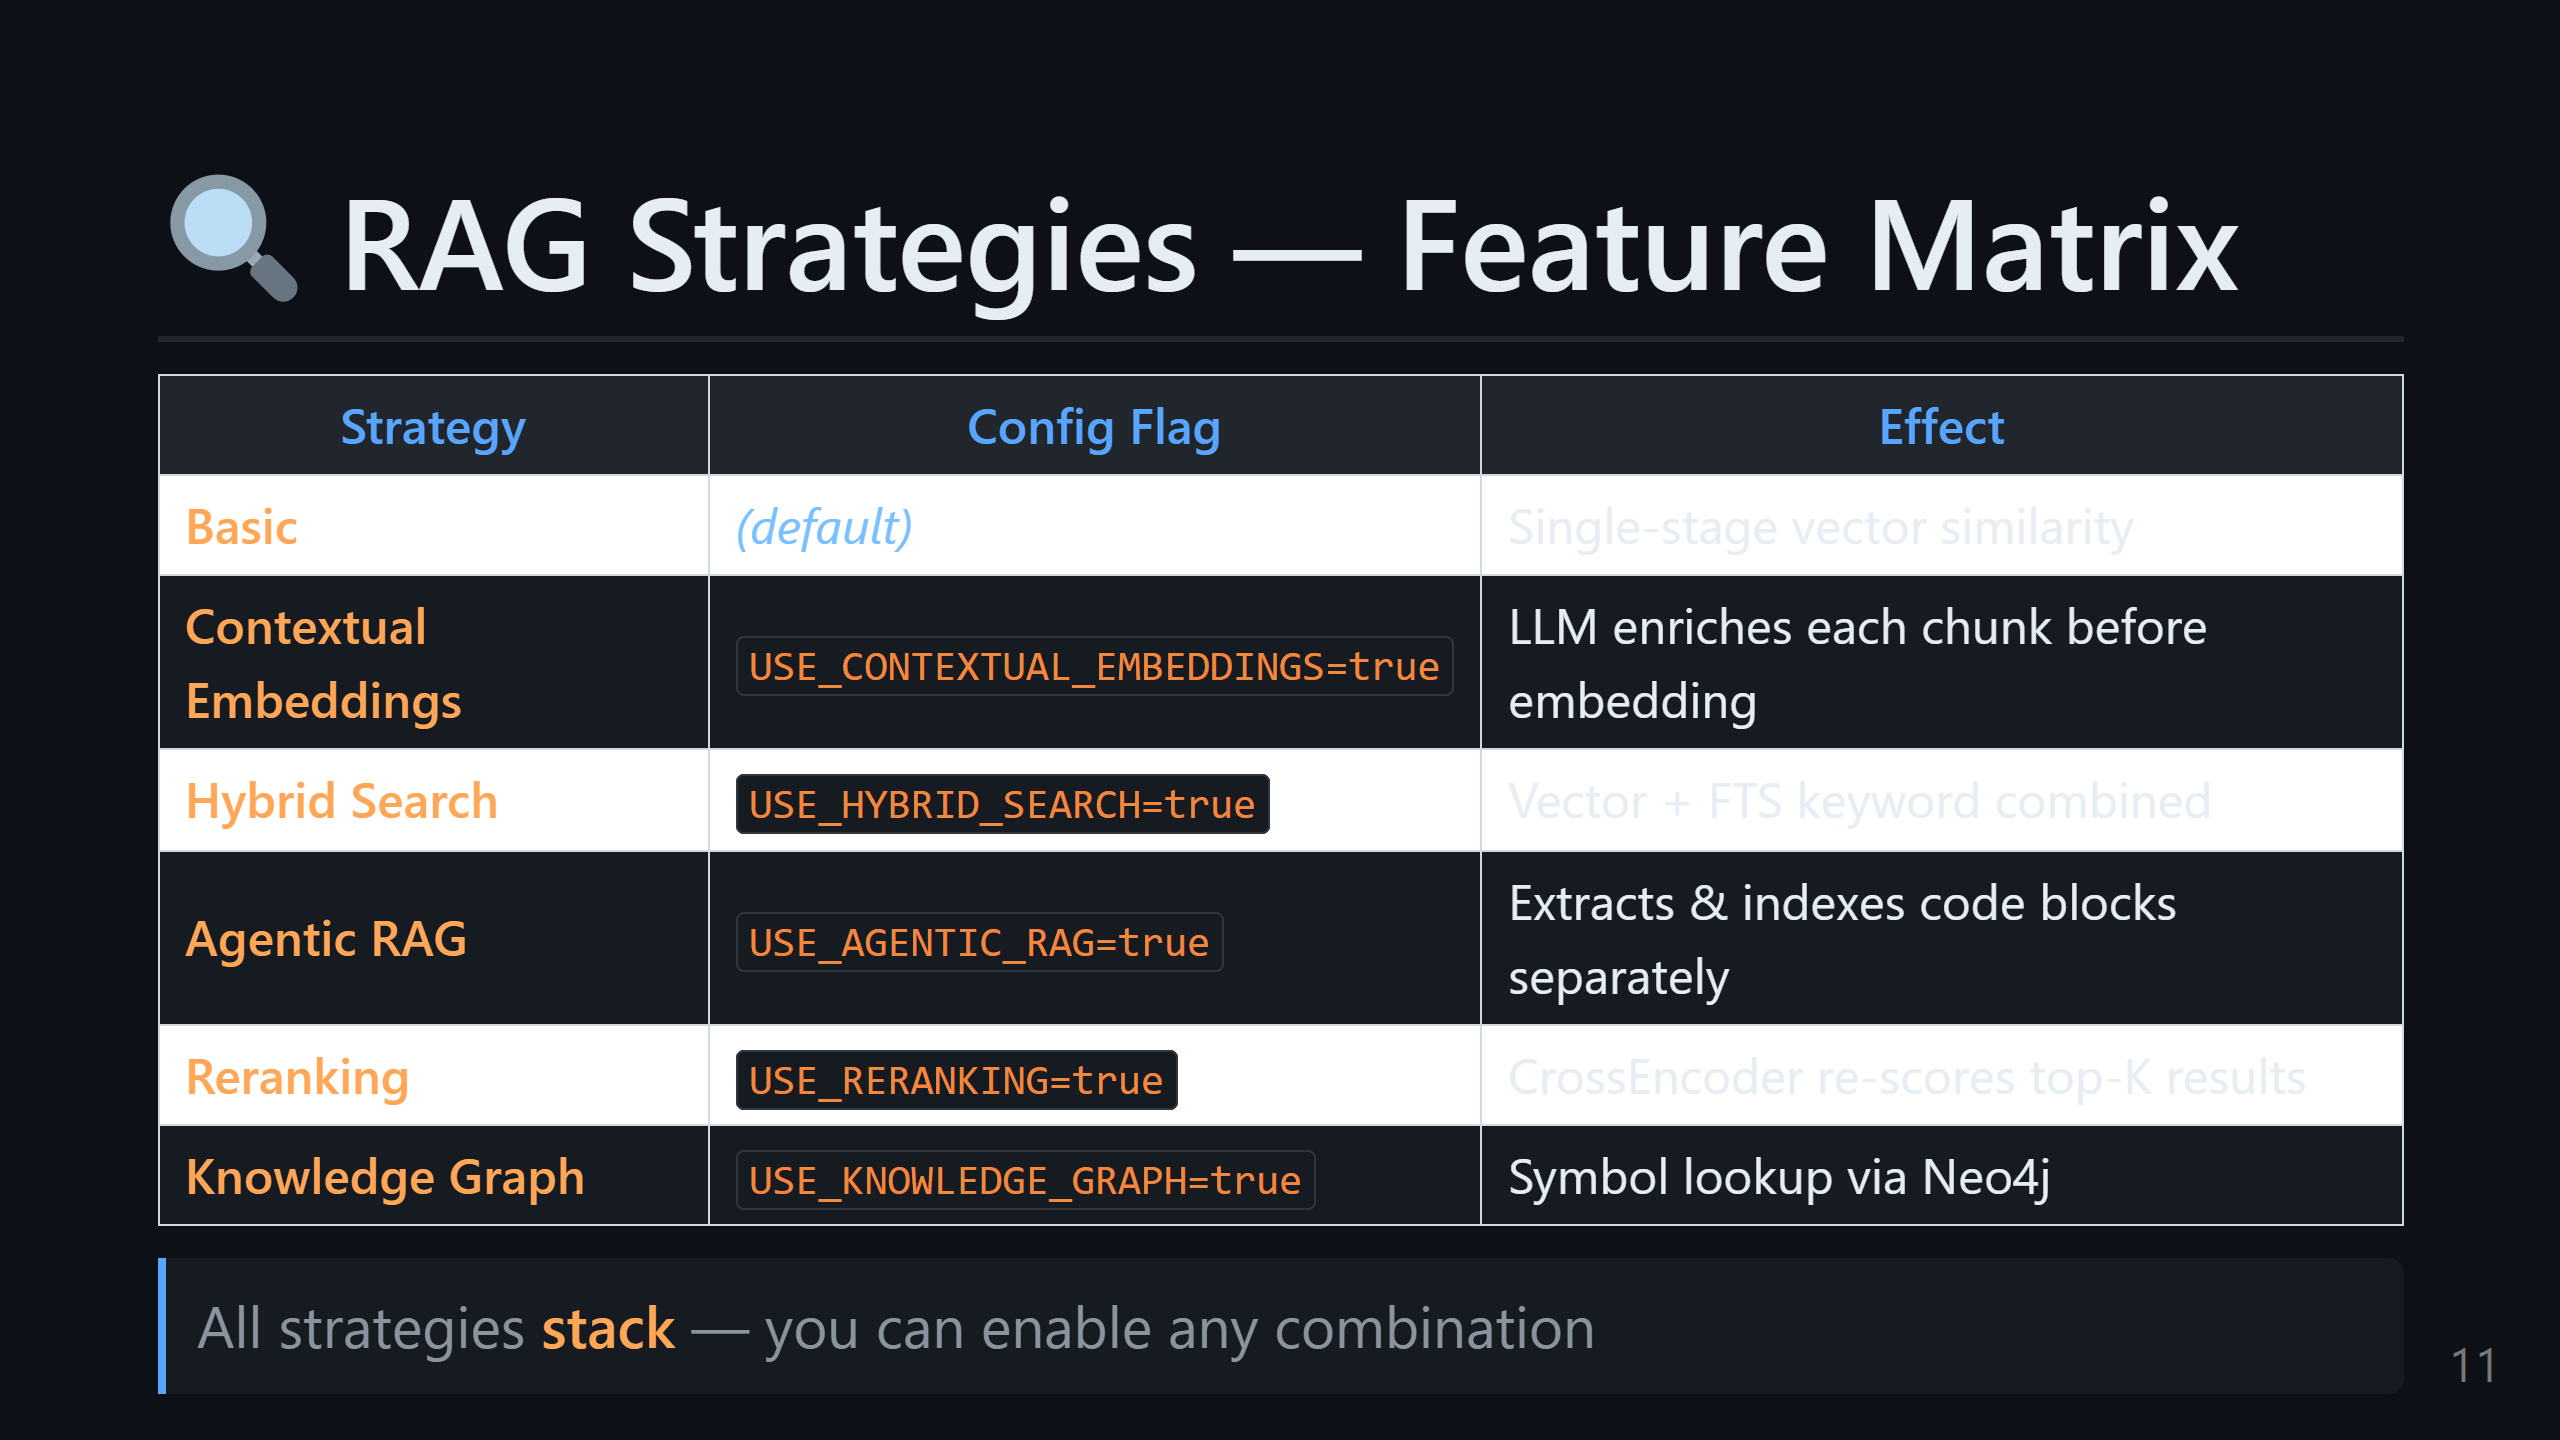 RAG Strategies — Feature Matrix
Strategy
Config Flag
Effect
Basic
(default)
Single-stage vector similarity
Contextual
Embeddings
USE_CONTEXTUAL_EMBEDDINGS=true
LLM enriches each chunk before
embedding
Hybrid Search
USE_HYBRID_SEARCH=true
Vector + FTS keyword combined
Agentic RAG
USE_AGENTIC_RAG=true
Extracts & indexes code blocks
separately
Reranking
USE_RERANKING=true
CrossEncoder re-scores top-K results
Knowledge Graph
USE_KNOWLEDGE_GRAPH=true
Symbol lookup via Neo4j
All strategies stack — you can enable any combination
11